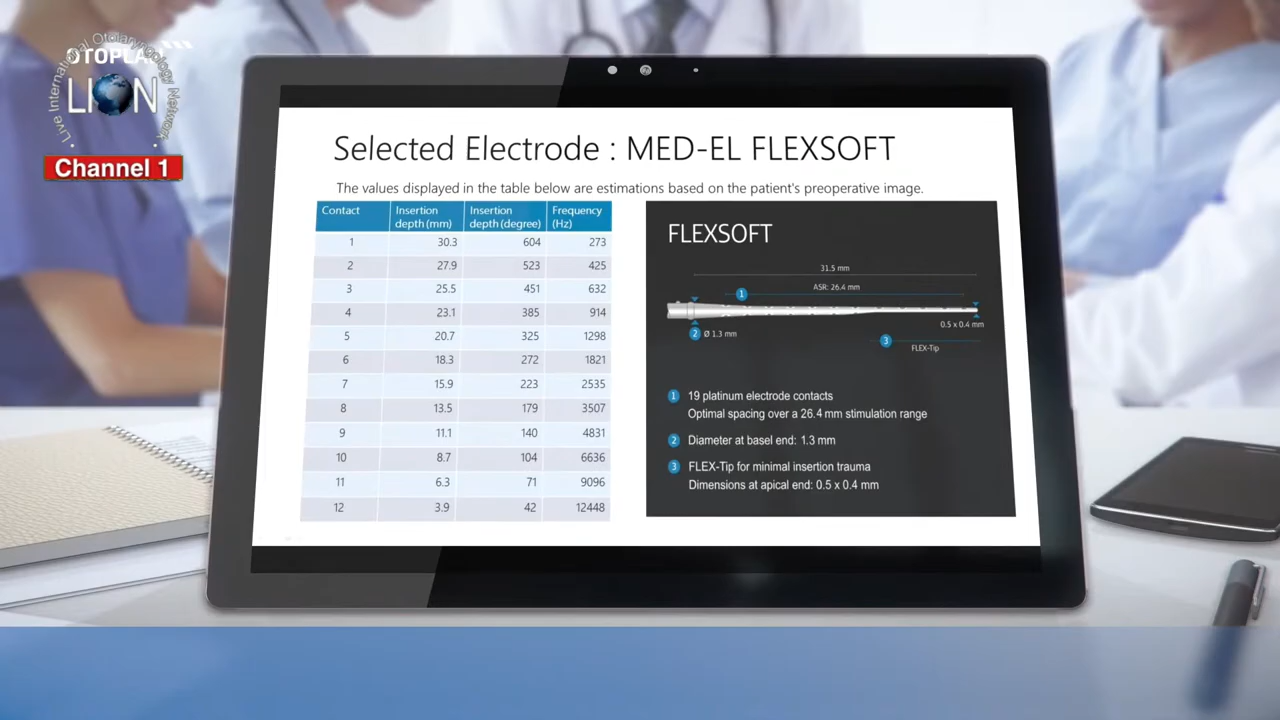 OTOPLA
Live International Otolaryngology Network
LION
Channel 1
Selected Electrode : MED-EL FLEXSOFT
The values displayed in the table below are estimations based on the patient's preoperative image.
Contact Insertion depth (mm) Insertion depth (degree) Frequency (Hz)
1 30.3 604 273
2 27.9 523 425
3 25.5 451 632
4 23.1 385 914
5 20.7 325 1298
6 18.3 272 1821
7 15.9 223 2535
8 13.5 179 3507
9 11.1 140 4831
10 8.7 104 6636
11 6.3 71 9096
12 3.9 42 12448
FLEXSOFT
31.5 mm
1 ASR: 26.4 mm
0.5 x 0.4 mm
2 Ø 1.3 mm
3 FLEX-Tip
1 19 platinum electrode contacts
Optimal spacing over a 26.4 mm stimulation range
2 Diameter at basel end: 1.3 mm
3 FLEX-Tip for minimal insertion trauma
Dimensions at apical end: 0.5 x 0.4 mm